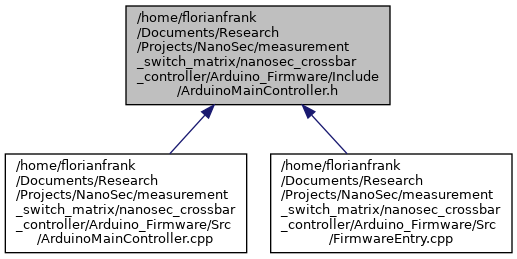 /home/florianfrank
/Documents/Research
/Projects/NanoSec/measurement
_switch_matrix/nanosec_crossbar
_controller/Arduino_Firmware/Include
/ArduinoMainController.h
/home/florianfrank
/Documents/Research
/Projects/NanoSec/measurement
_switch_matrix/nanosec_crossbar
_controller/Arduino_Firmware/Src
/ArduinoMainController.cpp
/home/florianfrank
/Documents/Research
/Projects/NanoSec/measurement
_switch_matrix/nanosec_crossbar
_controller/Arduino_Firmware/Src
/FirmwareEntry.cpp